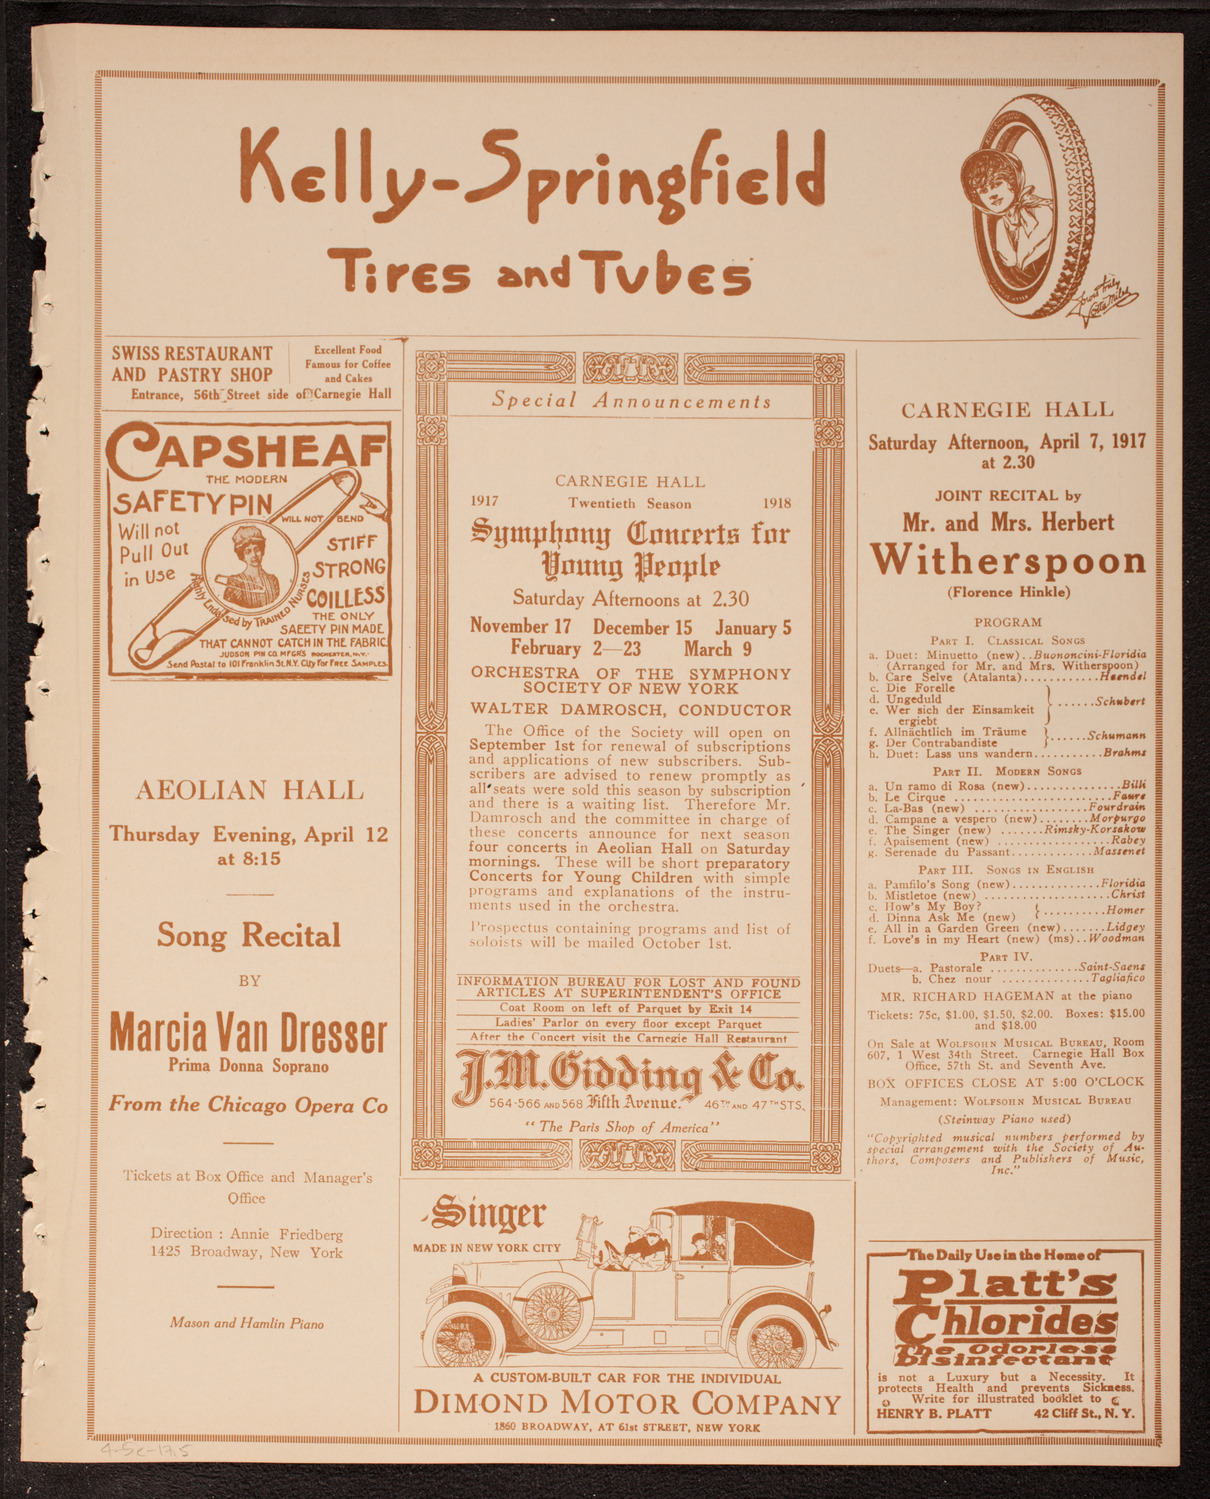 Kelly-Springfield
Tires and Tubes
SWISS RESTAURANT
AND PASTRY SHOP
Excellent Food
Famous for Coffee
and Cakes
Entrance, 56th Street side of Carnegie Hall
CAPSHEAF
THE MODERN
SAFETY PIN
WILL NOT BEND
Will not
Pull Out
in Use
STIFF
STRONG
COILLESS
Highly Endorsed by TRAINED NURSES
THE ONLY
SAFETY PIN MADE
THAT CANNOT CATCH IN THE FABRIC.
JUDSON PIN CO. MFGRS ROCHESTER, N.Y.
Send Postal to 101 Franklin St. N.Y. City For FREE SAMPLES.
AEOLIAN HALL
Thursday Evening, April 12
at 8:15
Song Recital
BY
Marcia Van Dresser
Prima Donna Soprano
From the Chicago Opera Co
Tickets at Box Office and Manager's
Office
Direction : Annie Friedberg
1425 Broadway, New York
Mason and Hamlin Piano
Special Announcements
CARNEGIE HALL
1917 Twentieth Season 1918
Symphony Concerts for
Young People
Saturday Afternoons at 2.30
November 17 December 15 January 5
February 2—23 March 9
ORCHESTRA OF THE SYMPHONY
SOCIETY OF NEW YORK
WALTER DAMROSCH, CONDUCTOR
The Office of the Society will open on
September 1st for renewal of subscriptions
and applications of new subscribers. Sub-
scribers are advised to renew promptly as
all seats were sold this season by subscription
and there is a waiting list. Therefore Mr.
Damrosch and the committee in charge of
these concerts announce for next season
four concerts in Aeolian Hall on Saturday
mornings. These will be short preparatory
Concerts for Young Children with simple
programs and explanations of the instru-
ments used in the orchestra.
Prospectus containing programs and list of
soloists will be mailed October 1st.
INFORMATION BUREAU FOR LOST AND FOUND
ARTICLES AT SUPERINTENDENT'S OFFICE
Coat Room on left of Parquet by Exit 14
Ladies' Parlor on every floor except Parquet
After the Concert visit the Carnegie Hall Restaurant
J.M. Gidding & Co.
564-566 AND 568 Fifth Avenue. 46TH AND 47TH STS.
"The Paris Shop of America"
Singer
MADE IN NEW YORK CITY
A CUSTOM-BUILT CAR FOR THE INDIVIDUAL
DIMOND MOTOR COMPANY
1860 BROADWAY, AT 61st STREET, NEW YORK
CARNEGIE HALL
Saturday Afternoon, April 7, 1917
at 2.30
JOINT RECITAL by
Mr. and Mrs. Herbert
Witherspoon
(Florence Hinkle)
PROGRAM
PART I. CLASSICAL SONGS
a. Duet: Minuetto (new)..Buononcini-Floridia
(Arranged for Mr. and Mrs. Witherspoon)
b. Care Selve (Atalanta)............Haendel
c. Die Forelle
d. Ungeduld ......Schubert
e. Wer sich der Einsamkeit
ergiebt
f. Allnächtlich im Träume ......Schumann
g. Der Contrabandiste
h. Duet: Lass uns wandern...........Brahms
PART II. MODERN SONGS
a. Un ramo di Rosa (new)...............Billi
b. Le Cirque .........................Faure
c. La-Bas (new) ..................Fourdrain
d. Campane a vespero (new)........Morpurgo
e. The Singer (new) .......Rimsky-Korsakow
f. Apaisement (new) ..................Rabey
g. Serenade du Passant.............Massenet
PART III. SONGS IN ENGLISH
a. Pamfilo's Song (new)..............Floridia
b. Mistletoe (new) ....................Christ
c. How's My Boy? ..........Homer
d. Dinna Ask Me (new)
e. All in a Garden Green (new).......Lidgey
f. Love's in my Heart (new) (ms)..Woodman
PART IV.
Duets—a. Pastorale ..............Saint-Saens
b. Chez nour ..............Tagliafico
MR. RICHARD HAGEMAN at the piano
Tickets: 75c, $1.00, $1.50, $2.00. Boxes: $15.00
and $18.00
On Sale at WOLFSOHN MUSICAL BUREAU, Room
607, 1 West 34th Street. Carnegie Hall Box
Office, 57th St. and Seventh Ave.
BOX OFFICES CLOSE AT 5:00 O'CLOCK
Management: WOLFSOHN MUSICAL BUREAU
(Steinway Piano used)
"Copyrighted musical numbers performed by
special arrangement with the Society of Au-
thors, Composers and Publishers of Music,
Inc."
The Daily Use in the Home of
Platt's
Chlorides
The Odorless
Disinfectant
is not a Luxury but a Necessity. It
protects Health and prevents Sickness.
Write for illustrated booklet to
HENRY B. PLATT 42 Cliff St., N. Y.